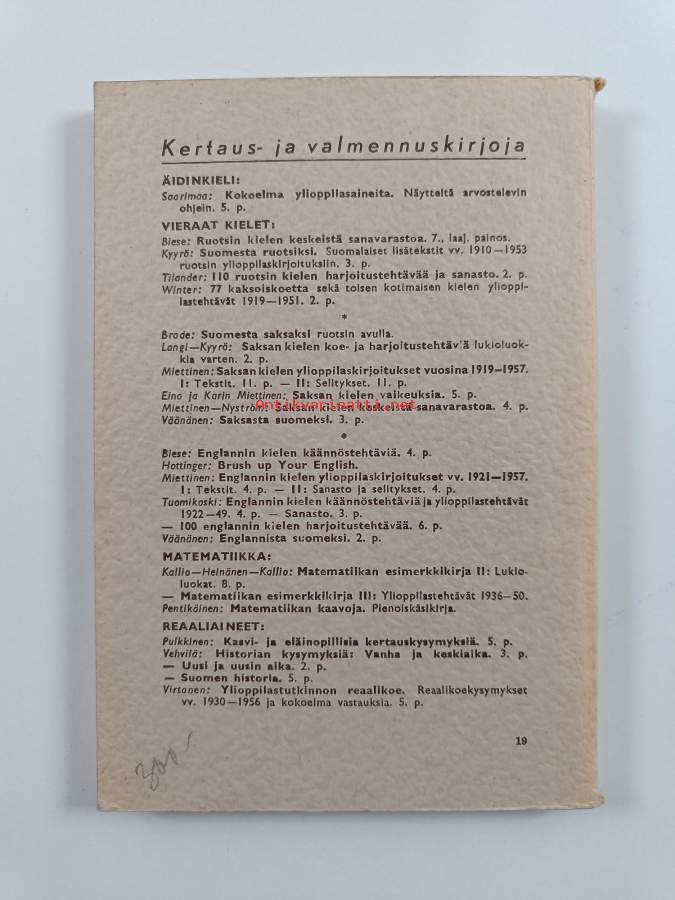 Kertaus- ja valmennuskirjoja
ÄIDINKIELI:
Saarimaa: Kokoelma ylioppilasaineita. Näytteitä arvostelevin
ohjein. 5. p.
VIERAAT KIELET:
Biese: Ruotsin kielen keskeistä sanavarastoa. 7., laaj. painos.
Kyyrö: Suomesta ruotsiksi. Suomalaiset lisätekstit vv. 1910—1953
ruotsin ylioppilaskirjoituksiin. 3. p.
Tilander: 110 ruotsin kielen harjoitustehtävää ja sanasto. 2. p.
Winter: 77 kaksoiskoetta sekä toisen kotimaisen kielen ylioppi-
lastehtävät 1919—1951. 2. p.
*
Brade: Suomesta saksaksi ruotsin avulla.
Langi—Kyyrö: Saksan kielen koe- ja harjoitustehtäv'ä lukioluok-
kia varten. 2. p.
Miettinen: Saksan kielen ylioppilaskirjoitukset vuosina 1919—1957.
I: Tekstit. 11. p. — II: Selitykset. 11. p.
Eino ja Karin Miettinen: Saksan kielen vaikeuksia. 5. p.
Antikvariaatti.net
Miettinen—Nyström: Saksan kielen keskeistä sanavarastoa. 4. p.
Väänänen: Saksasta suomeksi. 3. p.
*
Biese: Englannin kielen käännöstehtäviä. 4. p.
Hottinger: Brush up Your English.
Miettinen: Englannin kielen ylioppilaskirjoitukset vv. 1921—1957.
I: Tekstit. 4. p. — II: Sanasto ja selitykset. 4. p.
Tuomikoski: Englannin kielen käännöstehtäviä ja ylioppilastehtävät
1922—49. 4. p. — Sanasto. 3. p.
— 100 englannin kielen harjoitustehtävää. 6. p.
Väänänen: Englannista suomeksi. 2. p.
MATEMATIIKKA:
Kallio—Heinänen—Kallio: Matematiikan esimerkkikirja II: Lukio-
luokat. 8. p.
— Matematiikan esimerkkikirja III: Ylioppilastehtävät 1936—50.
Pentikäinen: Matematiikan kaavoja. Pienoiskäsikirja.
REAALIAINEET:
Pulkkinen: Kasvi- ja eläinopillisia kertauskysymyksiä. 5. p.
Vehvilä: Historian kysymyksiä: Vanha ja keskiaika. 3. p.
— Uusi ja uusin aika. 2. p.
— Suomen historia. 5. p.
Virtanen: Ylioppilastutkinnon reaalikoe. Reaalikoekysymykset
vv. 1930—1956 ja kokoelma vastauksia. 5. p.
19
300-